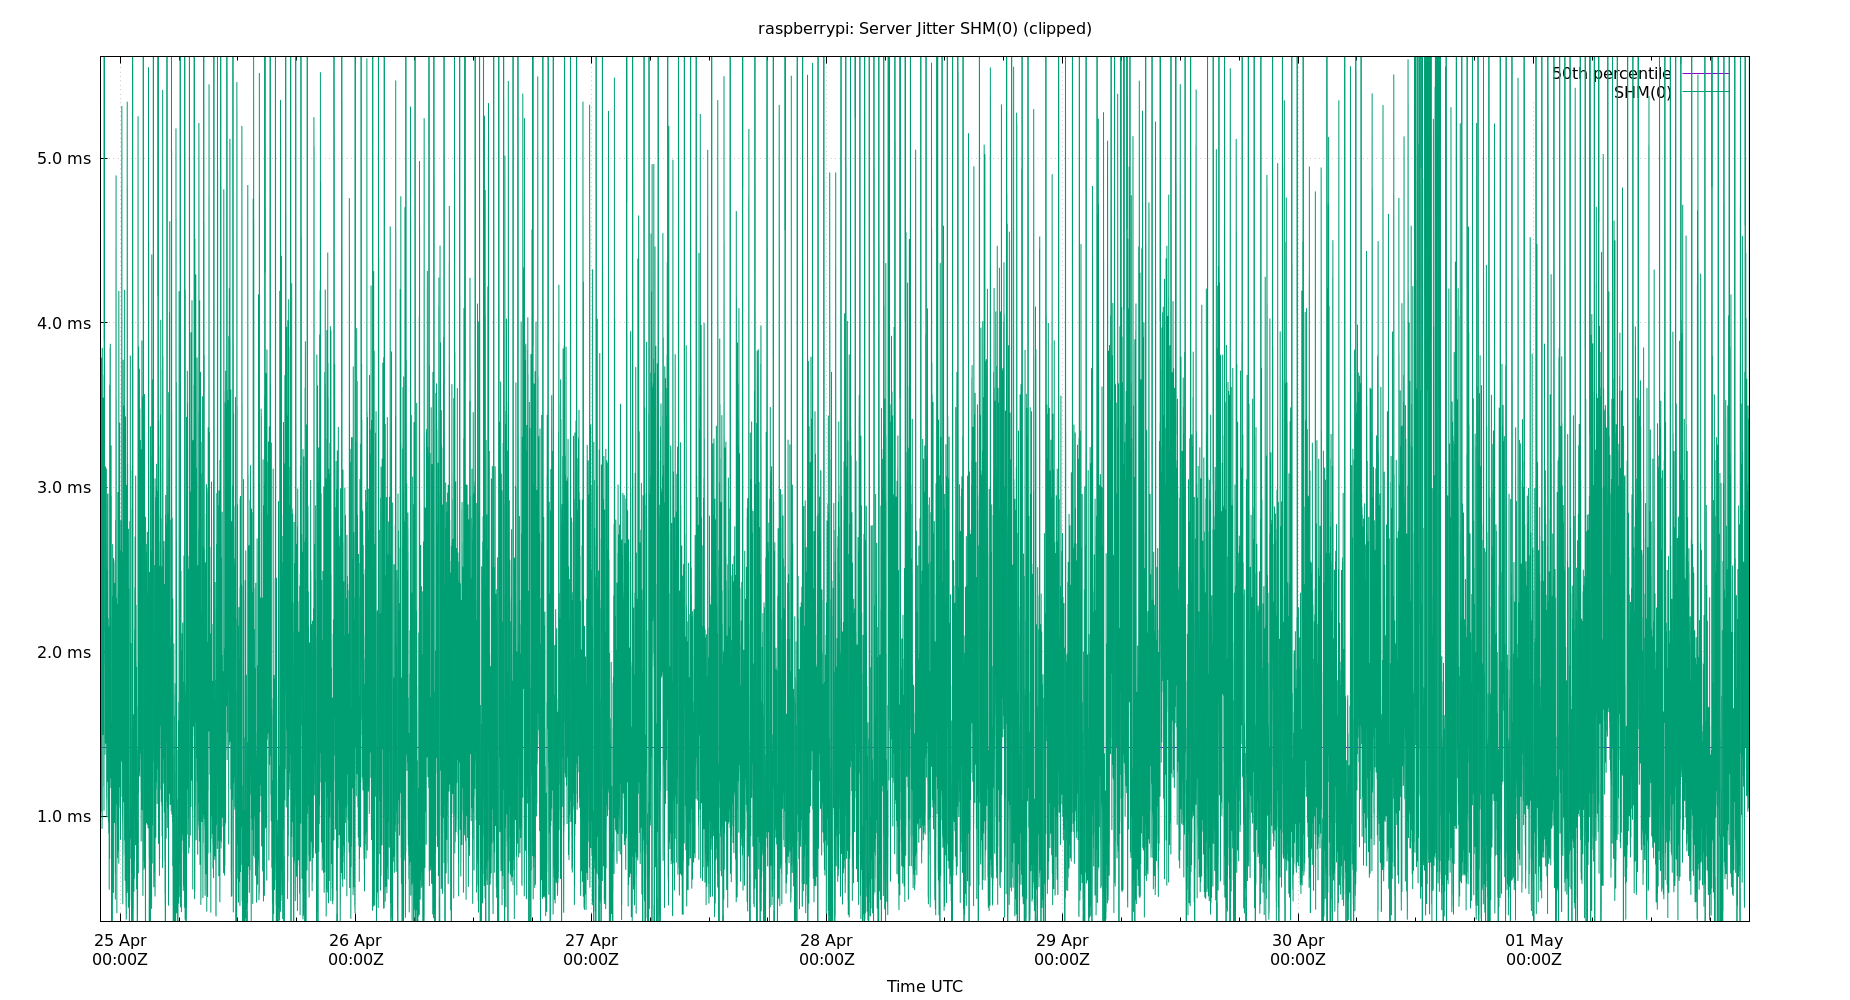 raspberrypi: Server Jitter SHM(0) (clipped)
50th percentile
SHM(0)
5.0 ms
4.0 ms
3.0 ms
2.0 ms
1.0 ms
25 Apr
00:00Z
26 Apr
00:00Z
27 Apr
00:00Z
28 Apr
00:00Z
29 Apr
00:00Z
30 Apr
00:00Z
01 May
00:00Z
Time UTC